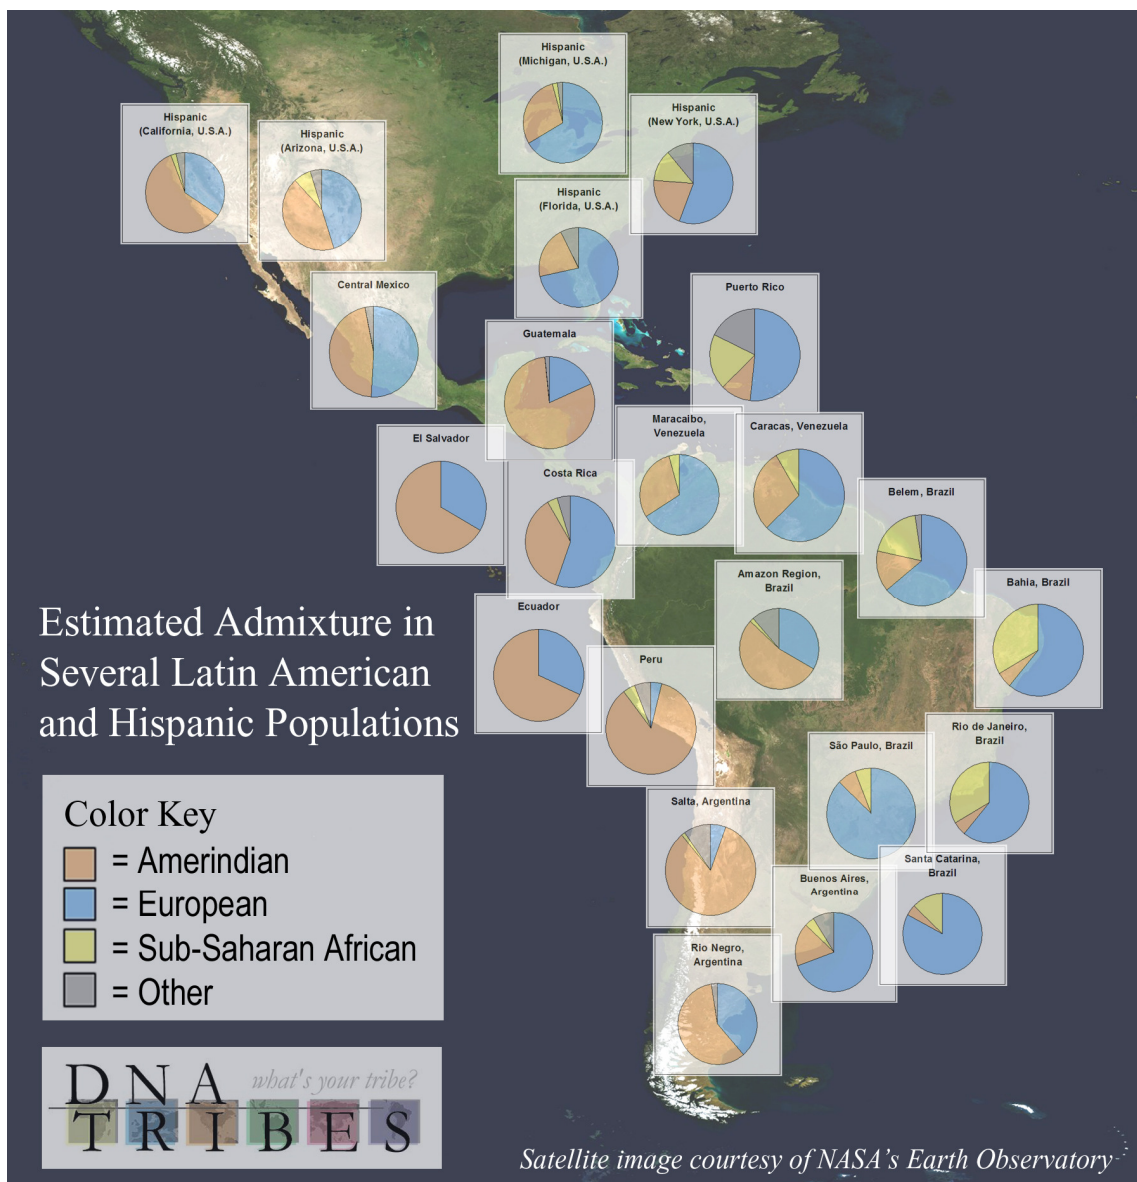 Hispanic
(Michigan, U.S.A.)
Hispanic
(New York, U.S.A.)
Hispanic
(California, U.S.A.)
Hispanic
(Arizona, U.S.A.)
Hispanic
(Florida, U.S.A.)
Central Mexico
Puerto Rico
Guatemala
Maracaibo,
Venezuela
Caracas, Venezuela
El Salvador
Costa Rica
Belem, Brazil
Amazon Region,
Brazil
Bahia, Brazil
Ecuador
Peru
Estimated Admixture in
Several Latin American
and Hispanic Populations
Rio de Janeiro,
Brazil
São Paulo, Brazil
Salta, Argentina
Santa Catarina,
Brazil
Buenos Aires,
Argentina
Rio Negro,
Argentina
Color Key
= Amerindian
= European
= Sub-Saharan African
= Other
DNA what's your tribe?
TRIBES
Satellite image courtesy of NASA's Earth Observatory